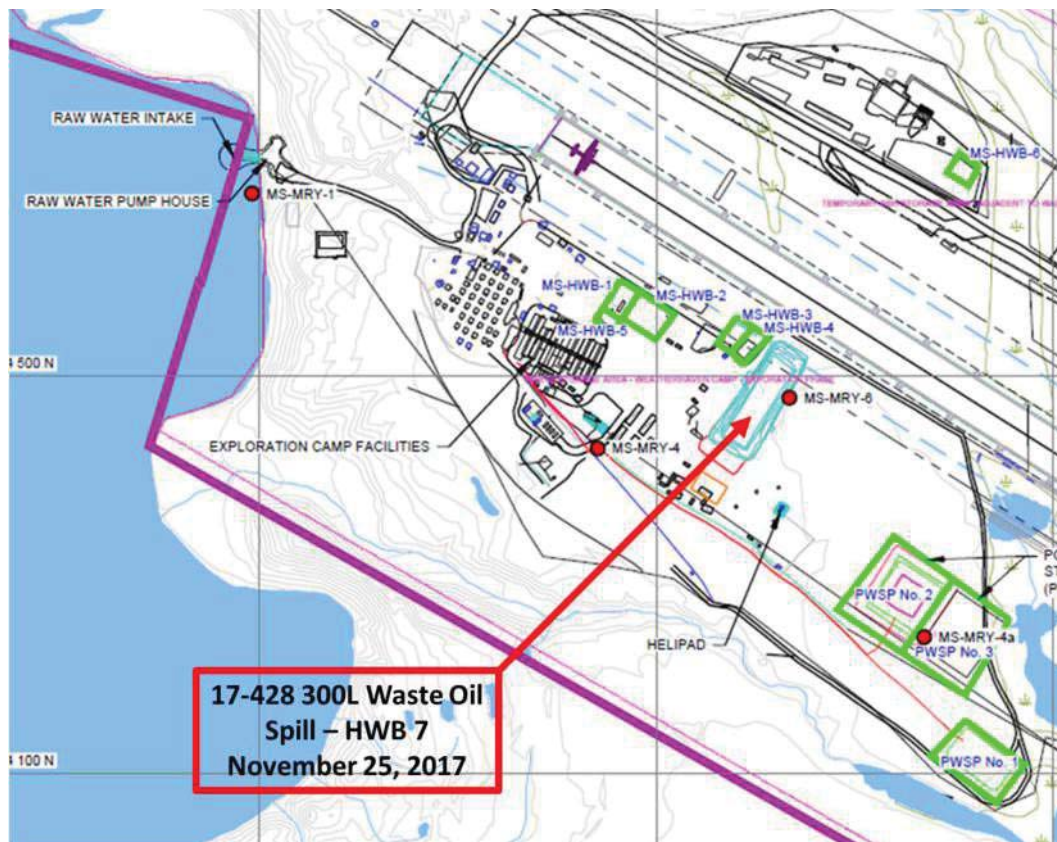 RAW WATER INTAKE
RAW WATER PUMP HOUSE
MS-MRY-1
MS-HWB-6
MS-HWB-1
MS-HWB-2
MS-HWB-3
MS-HWB-4
MS-HWB-5
4 500 N
MS-MRY-6
EXPLORATION CAMP FACILITIES
MS-MRY-4
PWSP No. 2
HELIPAD
MS-MRY-4a
PWSP No. 3
17-428 300L Waste Oil
Spill – HWB 7
November 25, 2017
4 100 N
PWSP No. 1